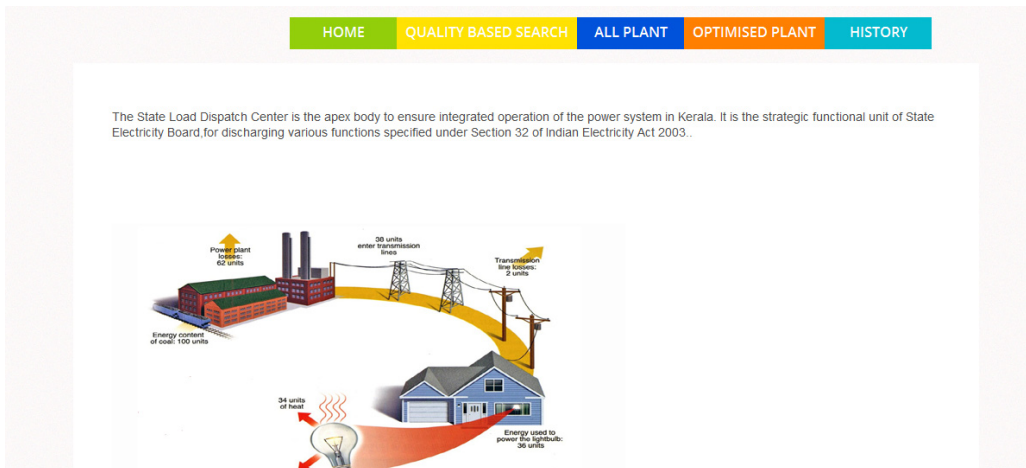 HOME QUALITY BASED SEARCH ALL PLANT OPTIMISED PLANT HISTORY
The State Load Dispatch Center is the apex body to ensure integrated operation of the power system in Kerala. It is the strategic functional unit of State
Electricity Board,for discharging various functions specified under Section 32 of Indian Electricity Act 2003..
Power plant
losses:
62 units
38 units
enter transmission
lines
Transmission
line losses:
2 units
Energy content
of coal: 100 units
34 units
of heat
Energy used to
power the lightbulb:
36 units